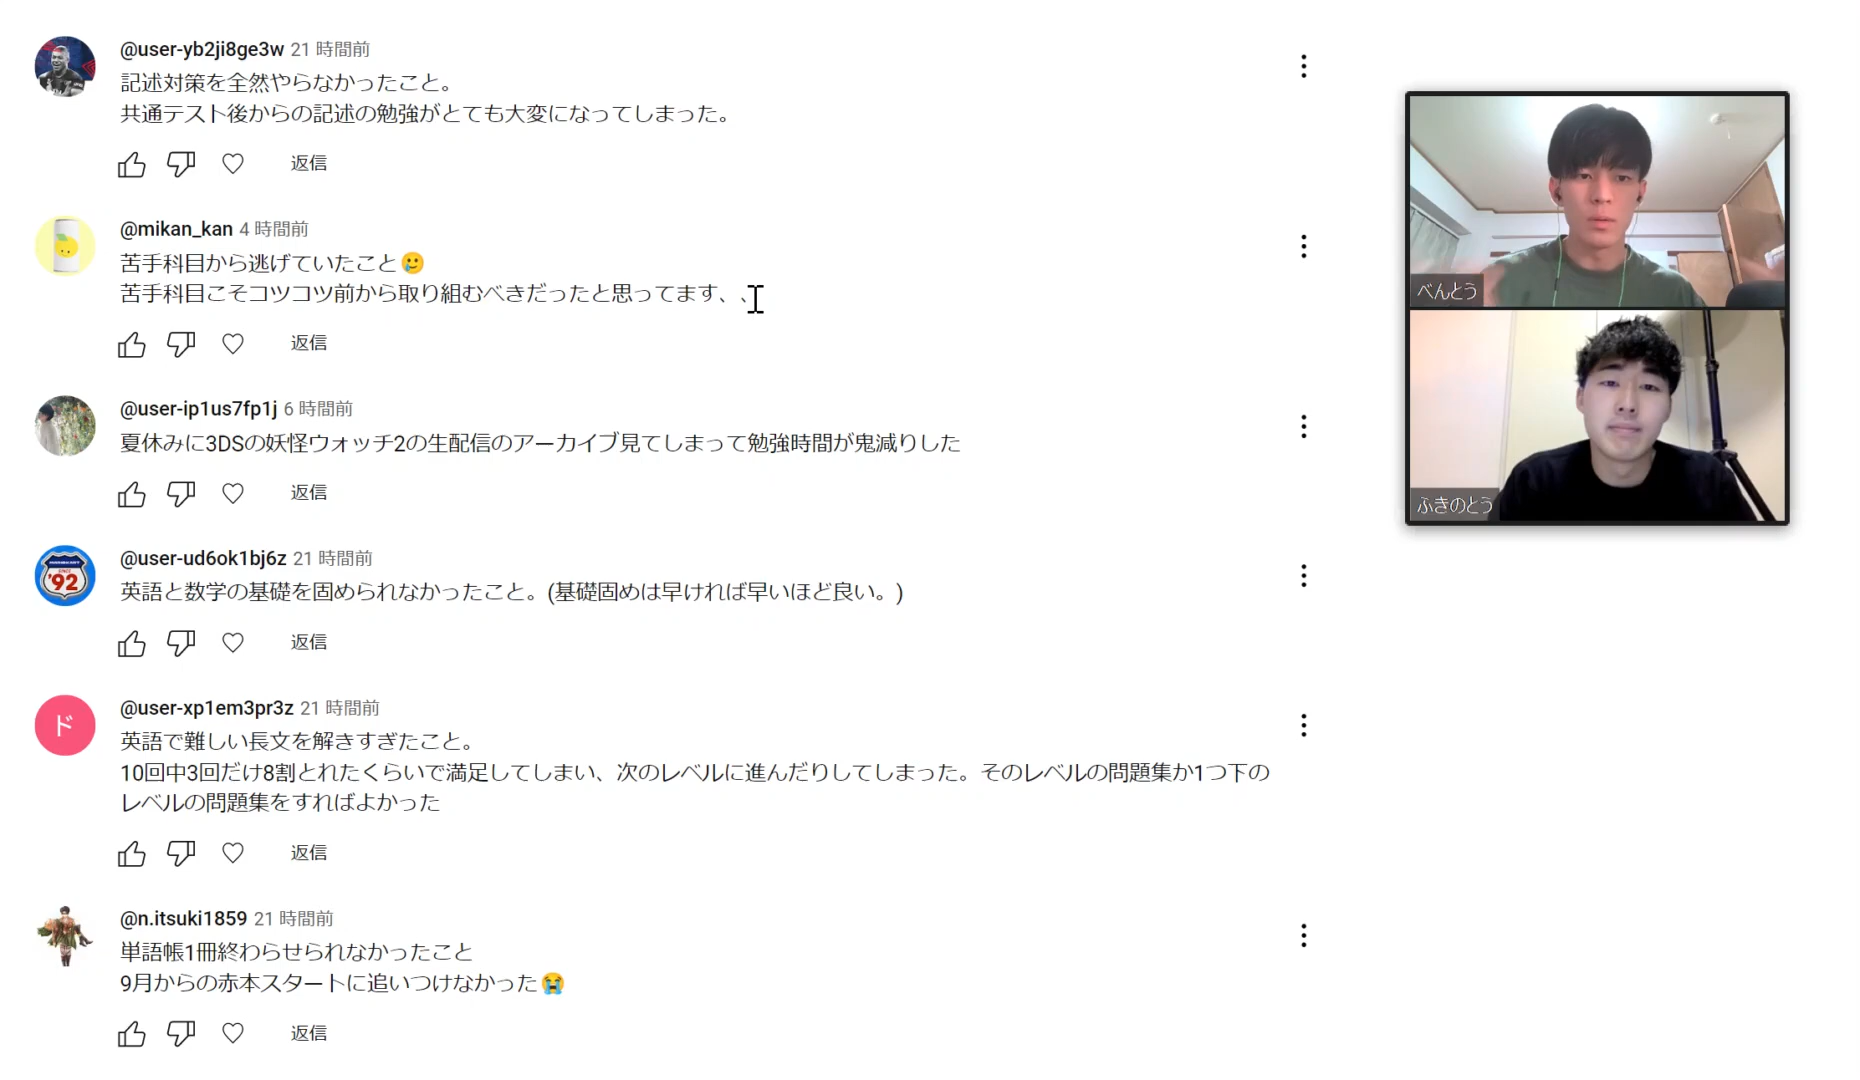 @user-yb2ji8ge3w 21 時間前
記述対策を全然やらなかったこと。
共通テスト後からの記述の勉強がとても大変になってしまった。
返信
@mikan_kan 4 時間前
苦手科目から逃げていたこと🥲
苦手科目こそコツコツ前から取り組むべきだったと思ってます、、
返信
@user-ip1us7fp1j 6 時間前
夏休みに3DSの妖怪ウォッチ2の生配信のアーカイブ見てしまって勉強時間が鬼減りした
返信
@user-ud6ok1bj6z 21 時間前
英語と数学の基礎を固められなかったこと。(基礎固めは早ければ早いほど良い。)
返信
'92
@user-xp1em3pr3z 21 時間前
英語で難しい長文を解きすぎたこと。
10回中3回だけ8割とれたくらいで満足してしまい、次のレベルに進んだりしてしまった。そのレベルの問題集か1つ下の
レベルの問題集をすればよかった
返信
ド
@n.itsuki1859 21 時間前
単語帳1冊終わらせられなかったこと
9月からの赤本スタートに追いつけなかった😭
返信
べんとう
ふきのとう